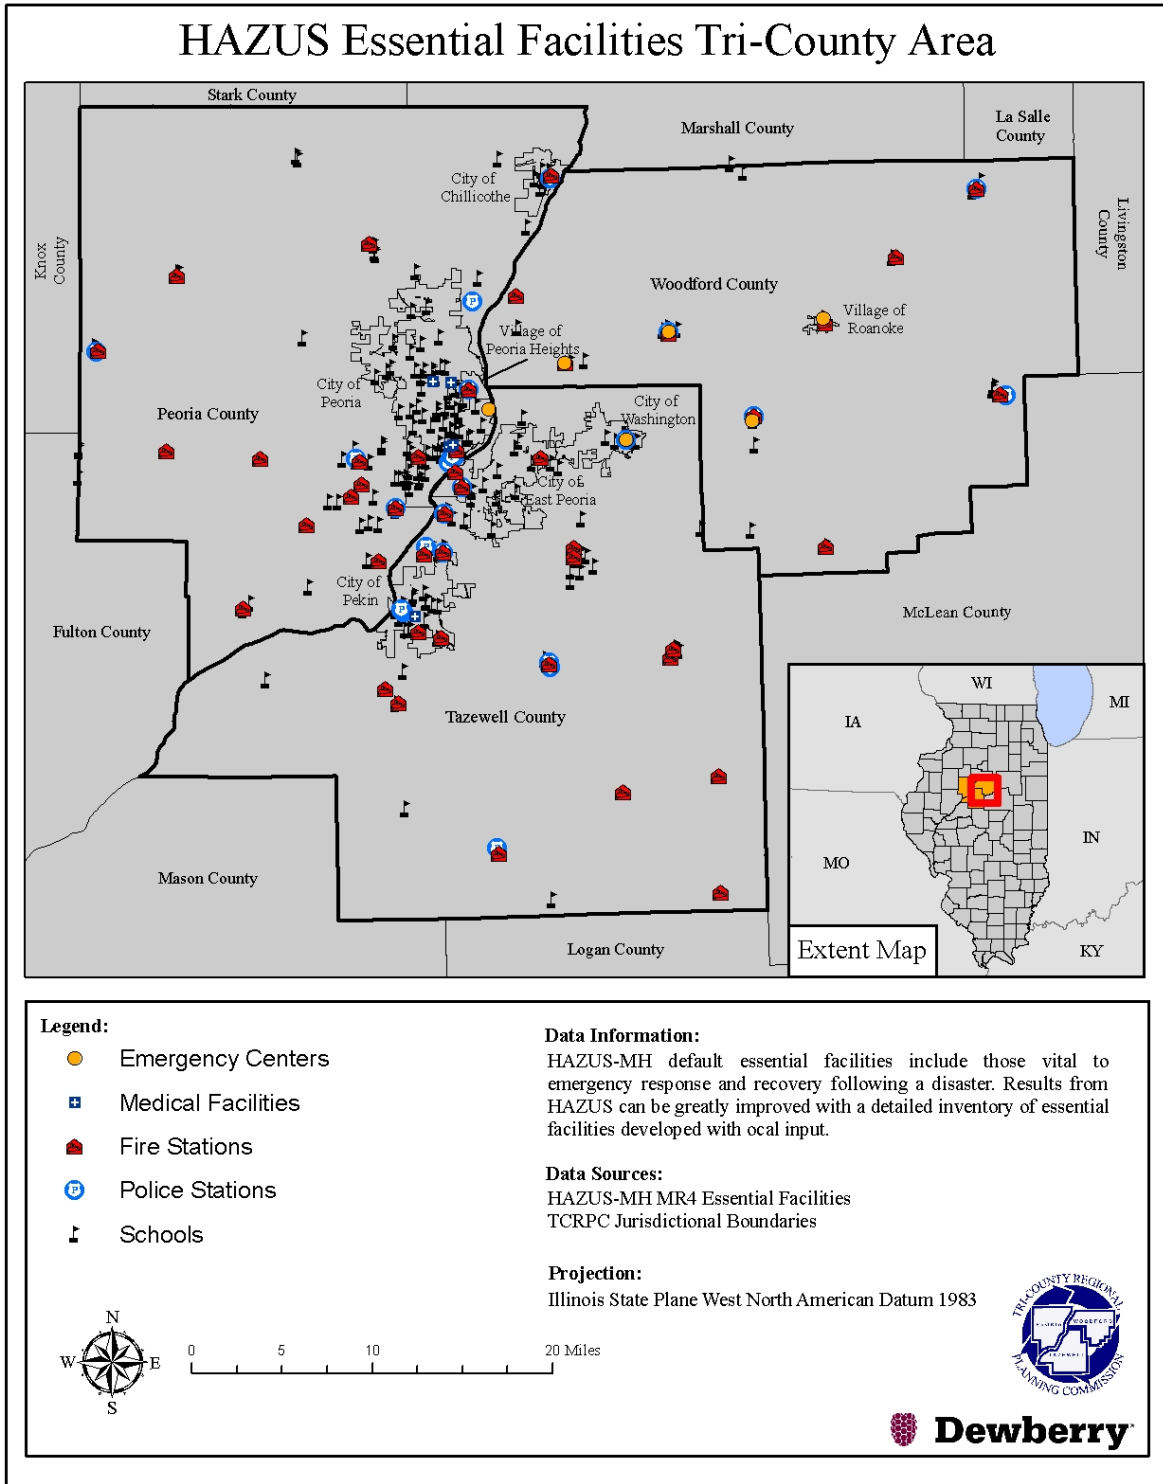 HAZUS Essential Facilities Tri-County Area
Stark County
Marshall County
La Salle
County
City of
Chillicothe
Knox
County
Livingston
County
Woodford County
Village of
Roanoke
Village of
Peoria Heights
City of
Peoria
Peoria County
City of
Washington
City of
East Peoria
City of
Pekin
Fulton County
McLean County
Tazewell County
Mason County
Logan County
WI
MI
IA
IN
MO
KY
Extent Map
Legend:
Emergency Centers
Medical Facilities
Fire Stations
Police Stations
Schools
Data Information:
HAZUS-MH default essential facilities include those vital to
emergency response and recovery following a disaster. Results from
HAZUS can be greatly improved with a detailed inventory of essential
facilities developed with ocal input.
Data Sources:
HAZUS-MH MR4 Essential Facilities
TCRPC Jurisdictional Boundaries
Projection:
Illinois State Plane West North American Datum 1983
N
W
E
S
0
5
10
20 Miles
TRI-COUNTY REGIONAL
PEORIA
WOODFORD
TAZEWELL
PLANNING COMMISSION
Dewberry